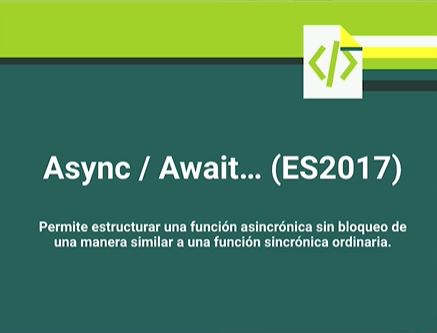 </>
Async / Await... (ES2017)
Permite estructurar una función asincrónica sin bloqueo de
una manera similar a una función sincrónica ordinaria.